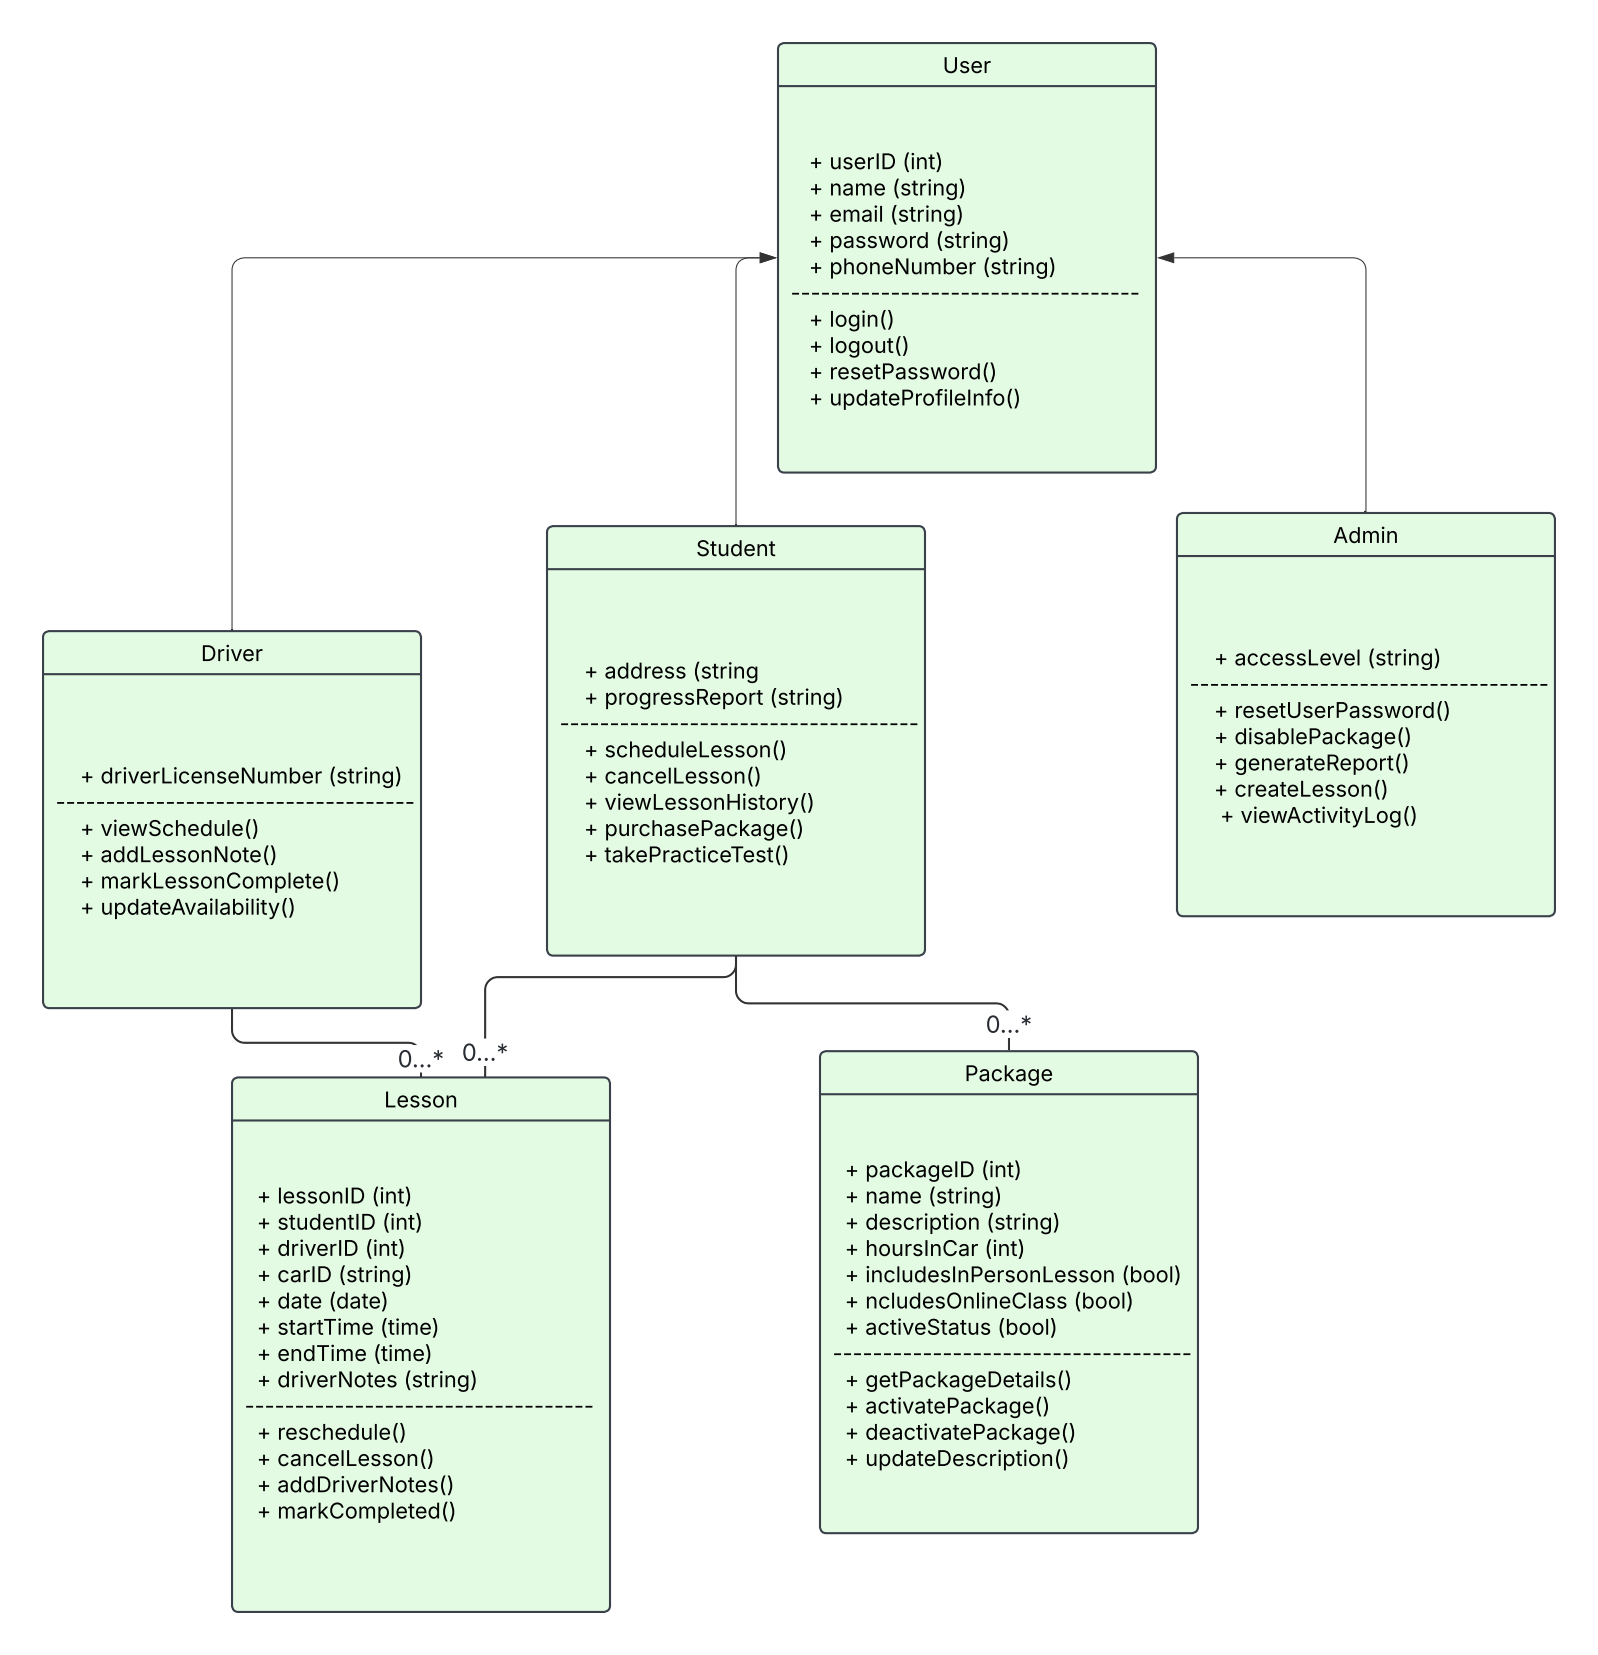 User
+ userID (int)
+ name (string)
+ email (string)
+ password (string)
+ phoneNumber (string)
+ login()
+ logout()
+ resetPassword()
+ updateProfileInfo()
Student
+ address (string
+ progressReport (string)
+ scheduleLesson()
+ cancelLesson()
+ viewLessonHistory()
+ purchasePackage()
+ takePracticeTest()
Admin
+ accessLevel (string)
+ resetUserPassword()
+ disablePackage()
+ generateReport()
+ createLesson()
+ viewActivityLog()
Driver
+ driverLicenseNumber (string)
+ viewSchedule()
+ addLessonNote()
+ markLessonComplete()
+ updateAvailability()
0...*
0...*
0...*
Lesson
+ lessonID (int)
+ studentID (int)
+ driverID (int)
+ carID (string)
+ date (date)
+ startTime (time)
+ endTime (time)
+ driverNotes (string)
+ reschedule()
+ cancelLesson()
+ addDriverNotes()
+ markCompleted()
Package
+ packageID (int)
+ name (string)
+ description (string)
+ hoursInCar (int)
+ includesInPersonLesson (bool)
+ ncludesOnlineClass (bool)
+ activeStatus (bool)
+ getPackageDetails()
+ activatePackage()
+ deactivatePackage()
+ updateDescription()